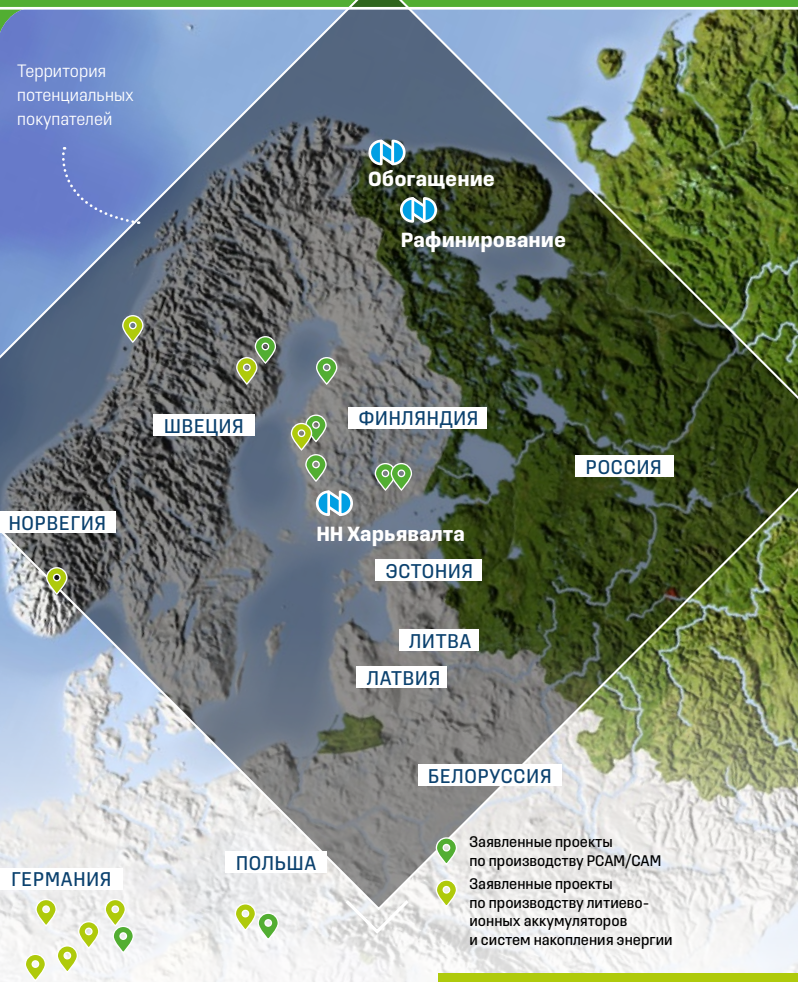 Территория
потенциальных
покупателей
Обогащение
Рафинирование
ШВЕЦИЯ
ФИНЛЯНДИЯ
РОССИЯ
НОРВЕГИЯ
НН Харьявалта
ЭСТОНИЯ
ЛИТВА
ЛАТВИЯ
БЕЛОРУССИЯ
ПОЛЬША
ГЕРМАНИЯ
Заявленные проекты
по производству PCAM/CAM
Заявленные проекты
по производству литиево-
ионных аккумуляторов
и систем накопления энергии